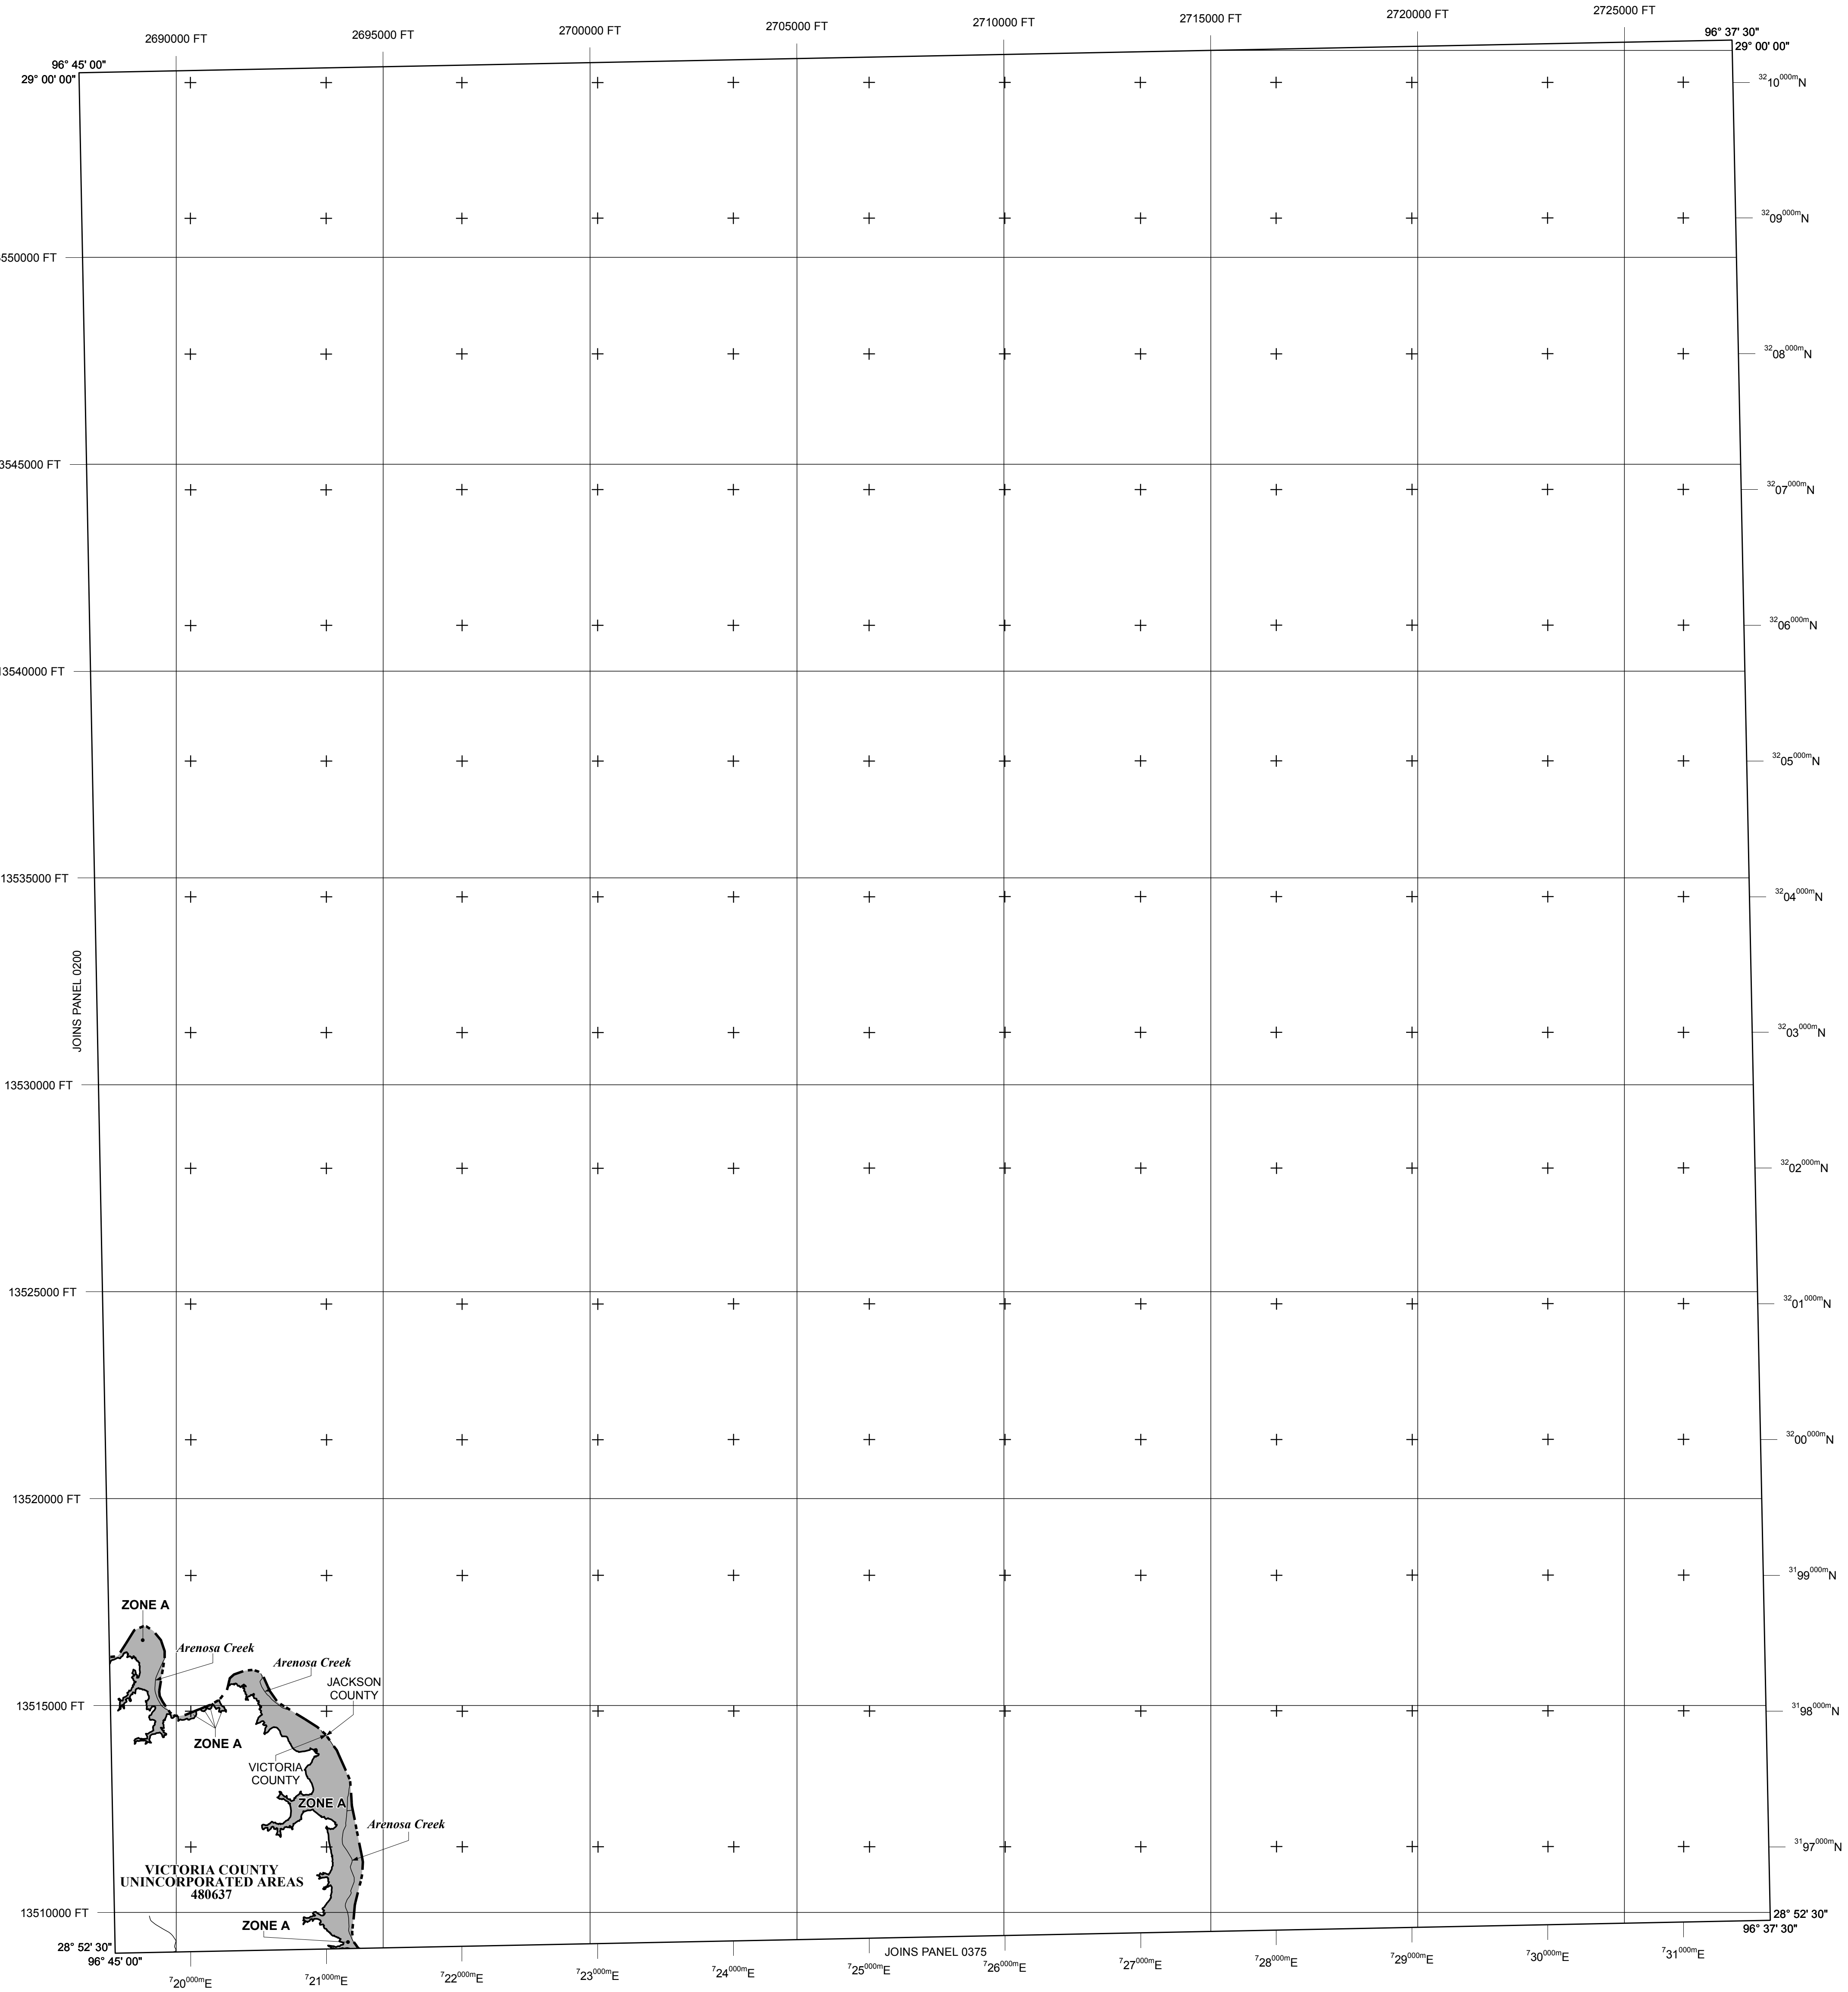 2690000 FT
2695000 FT
2700000 FT
2705000 FT
2710000 FT
2715000 FT
2720000 FT
2725000 FT
96° 45' 00"
29° 00' 00"
96° 37' 30"
29° 00' 00"
3210000mN
3209000mN
550000 FT
3208000mN
3545000 FT
3207000mN
3206000mN
13540000 FT
3205000mN
13535000 FT
3204000mN
JOINS PANEL 0200
3203000mN
13530000 FT
3202000mN
13525000 FT
3201000mN
3200000mN
13520000 FT
3199000mN
ZONE A
Arenosa Creek
Arenosa Creek
JACKSON
COUNTY
13515000 FT
3198000mN
ZONE A
VICTORIA
COUNTY
ZONE A
Arenosa Creek
3197000mN
VICTORIA COUNTY
UNINCORPORATED AREAS
480637
13510000 FT
ZONE A
28° 52' 30"
96° 45' 00"
28° 52' 30"
96° 37' 30"
JOINS PANEL 0375
720000mE
721000mE
722000mE
723000mE
724000mE
725000mE
726000mE
727000mE
728000mE
729000mE
730000mE
731000mE